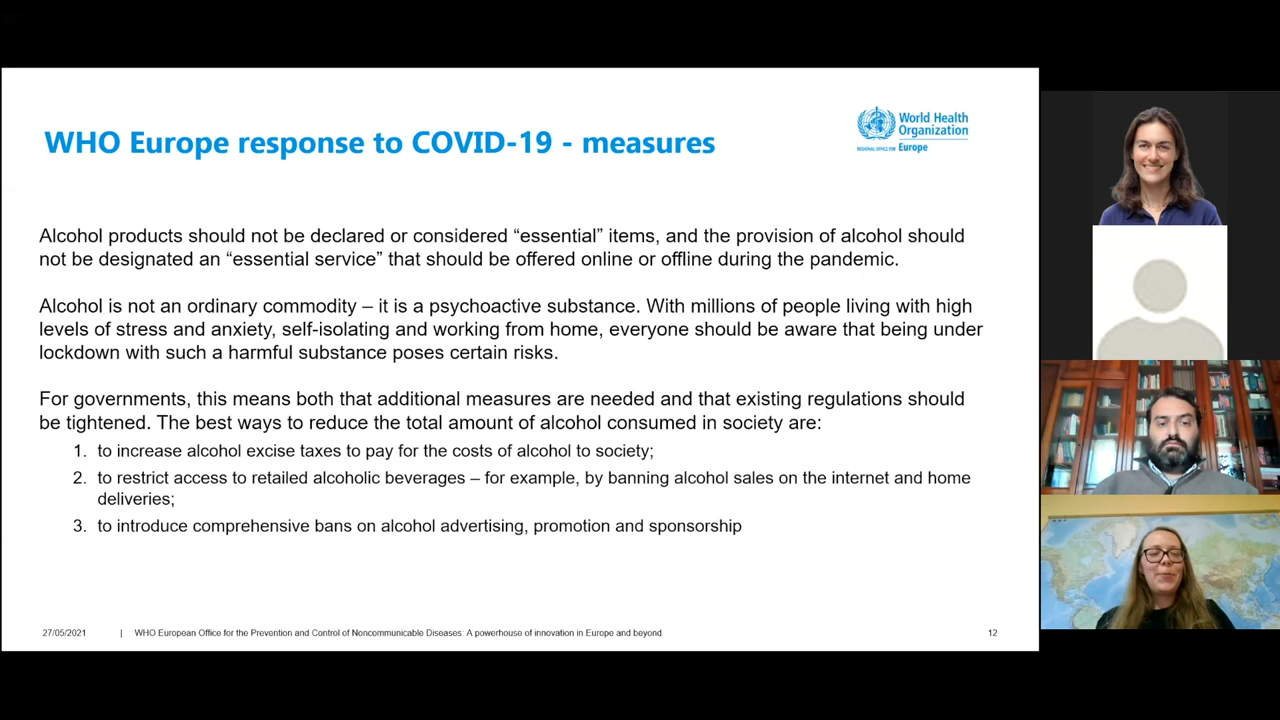 WHO Europe response to COVID-19 - measures
World Health
Organization
REGIONAL OFFICE FOR Europe
Alcohol products should not be declared or considered “essential” items, and the provision of alcohol should
not be designated an “essential service” that should be offered online or offline during the pandemic.
Alcohol is not an ordinary commodity – it is a psychoactive substance. With millions of people living with high
levels of stress and anxiety, self-isolating and working from home, everyone should be aware that being under
lockdown with such a harmful substance poses certain risks.
For governments, this means both that additional measures are needed and that existing regulations should
be tightened. The best ways to reduce the total amount of alcohol consumed in society are:
1. to increase alcohol excise taxes to pay for the costs of alcohol to society;
2. to restrict access to retailed alcoholic beverages – for example, by banning alcohol sales on the internet and home
deliveries;
3. to introduce comprehensive bans on alcohol advertising, promotion and sponsorship
27/05/2021 | WHO European Office for the Prevention and Control of Noncommunicable Diseases: A powerhouse of innovation in Europe and beyond 12